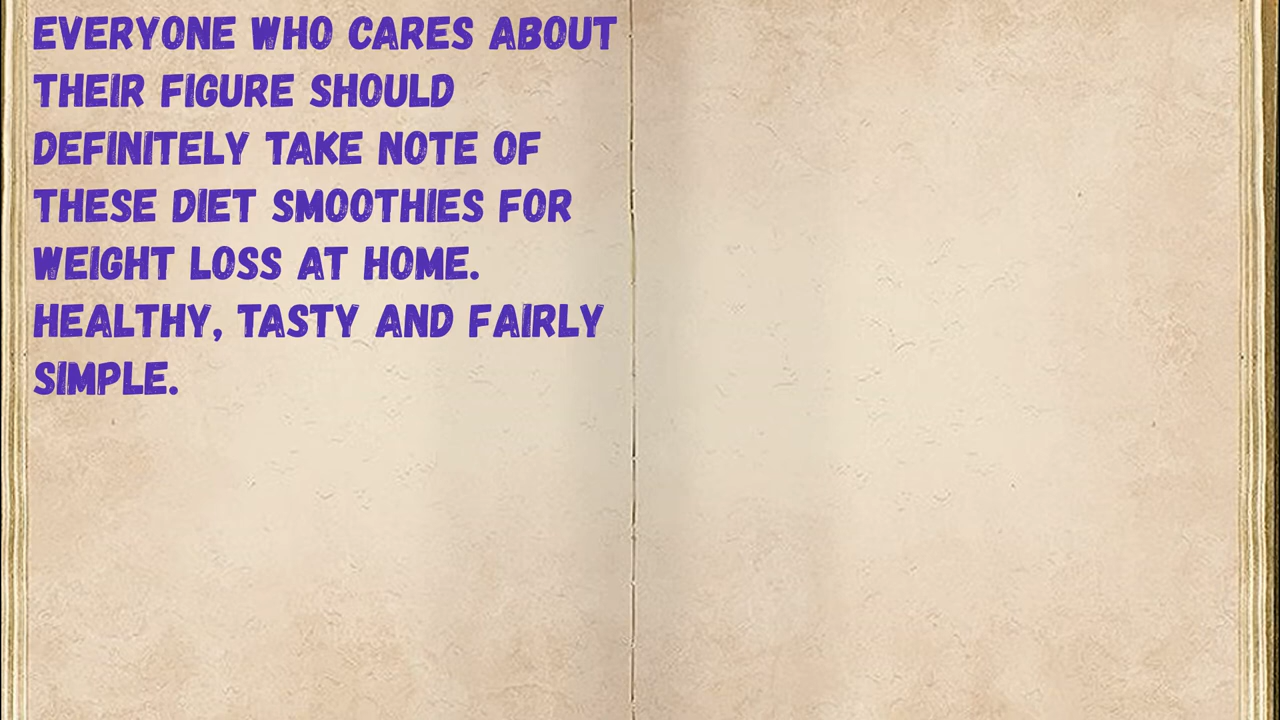 EVERYONE WHO CARES ABOUT
THEIR FIGURE SHOULD
DEFINITELY TAKE NOTE OF
THESE DIET SMOOTHIES FOR
WEIGHT LOSS AT HOME.
HEALTHY, TASTY AND FAIRLY
SIMPLE.